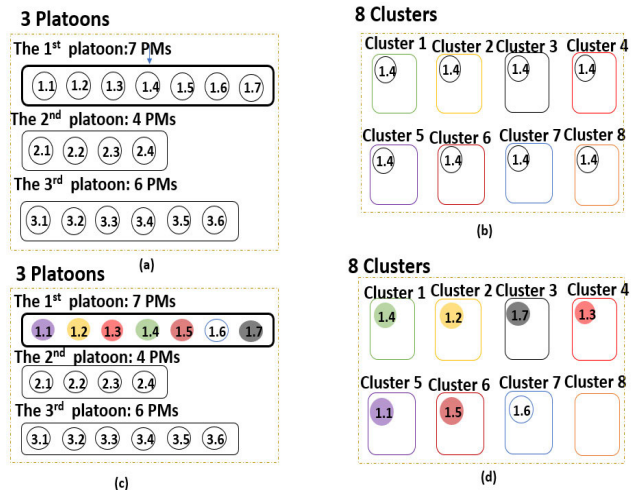 3 Platoons
The 1st platoon:7 PMs
1.1 1.2 1.3 1.4 1.5 1.6 1.7
The 2nd platoon: 4 PMs
2.1 2.2 2.3 2.4
The 3rd platoon: 6 PMs
3.1 3.2 3.3 3.4 3.5 3.6
(a)
8 Clusters
Cluster 1 Cluster 2 Cluster 3 Cluster 4
1.4 1.4 1.4 1.4
Cluster 5 Cluster 6 Cluster 7 Cluster 8
1.4 1.4 1.4 1.4
(b)
3 Platoons
The 1st platoon: 7 PMs
1.1 1.2 1.3 1.4 1.5 1.6 1.7
The 2nd platoon: 4 PMs
2.1 2.2 2.3 2.4
The 3rd platoon: 6 PMs
3.1 3.2 3.3 3.4 3.5 3.6
(c)
8 Clusters
Cluster 1 Cluster 2 Cluster 3 Cluster 4
1.4 1.2 1.7 1.3
Cluster 5 Cluster 6 Cluster 7 Cluster 8
1.1 1.5 1.6
(d)